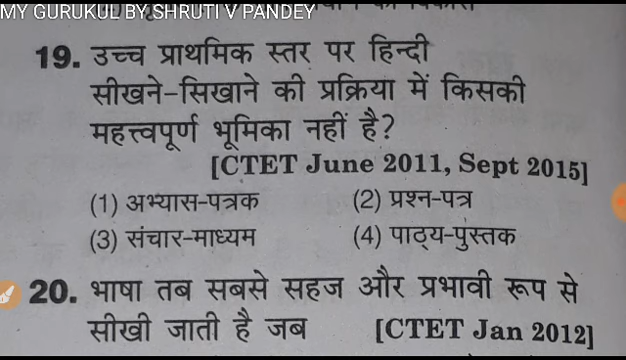 MY GURUKUL BY SHRUTI V PANDEY
19. उच्च प्राथमिक स्तर पर हिन्दी
सीखने-सिखाने की प्रक्रिया में किसकी
महत्त्वपूर्ण भूमिका नहीं है?
[CTET June 2011, Sept 2015]
(1) अभ्यास-पत्रक (2) प्रश्न-पत्र
(3) संचार-माध्यम (4) पाठ्य-पुस्तक
20. भाषा तब सबसे सहज और प्रभावी रूप से
सीखी जाती है जब [CTET Jan 2012]